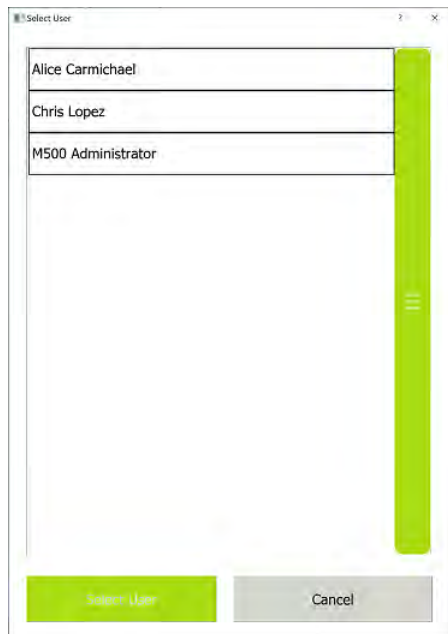 Select User
?
×
Alice Carmichael
Chris Lopez
M500 Administrator
Select User
Cancel